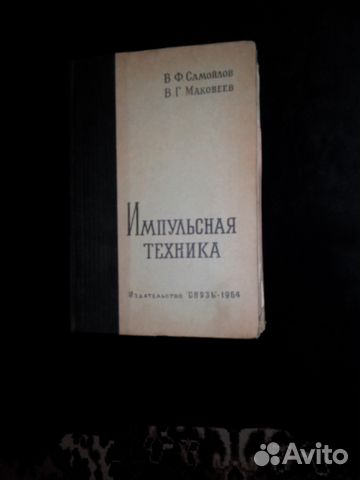 В.Ф. САМОЙЛОВ
В.Г. МАКОВЕЕВ
ИМПУЛЬСНАЯ
ТЕХНИКА
ИЗДАТЕЛЬСТВО "СВЯЗЬ"-1964
Avito